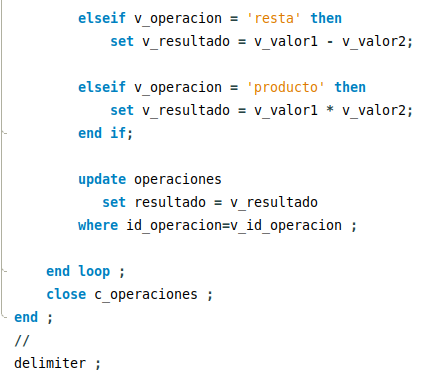 elseif v_operacion = 'resta' then
set v_resultado = v_valor1 - v_valor2;
elseif v_operacion = 'producto' then
set v_resultado = v_valor1 * v_valor2;
end if;
update operaciones
set resultado = v_resultado
where id_operacion=v_id_operacion ;
end loop ;
close c_operaciones ;
end ;
//
delimiter ;